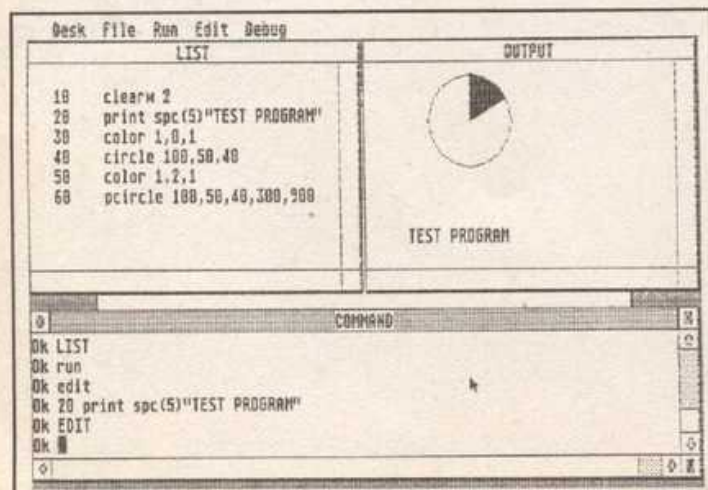 Desk File Run Edit Debug
LIST
10 clearw 2
20 print spc(5)"TEST PROGRAM"
30 color 1,0,1
40 circle 100,50,40
50 color 1,2,1
60 pcircle 100,50,40,300,900
OUTPUT
TEST PROGRAM
COMMAND
Ok LIST
Ok run
Ok edit
Ok 20 print spc(5)"TEST PROGRAM"
Ok EDIT
Ok